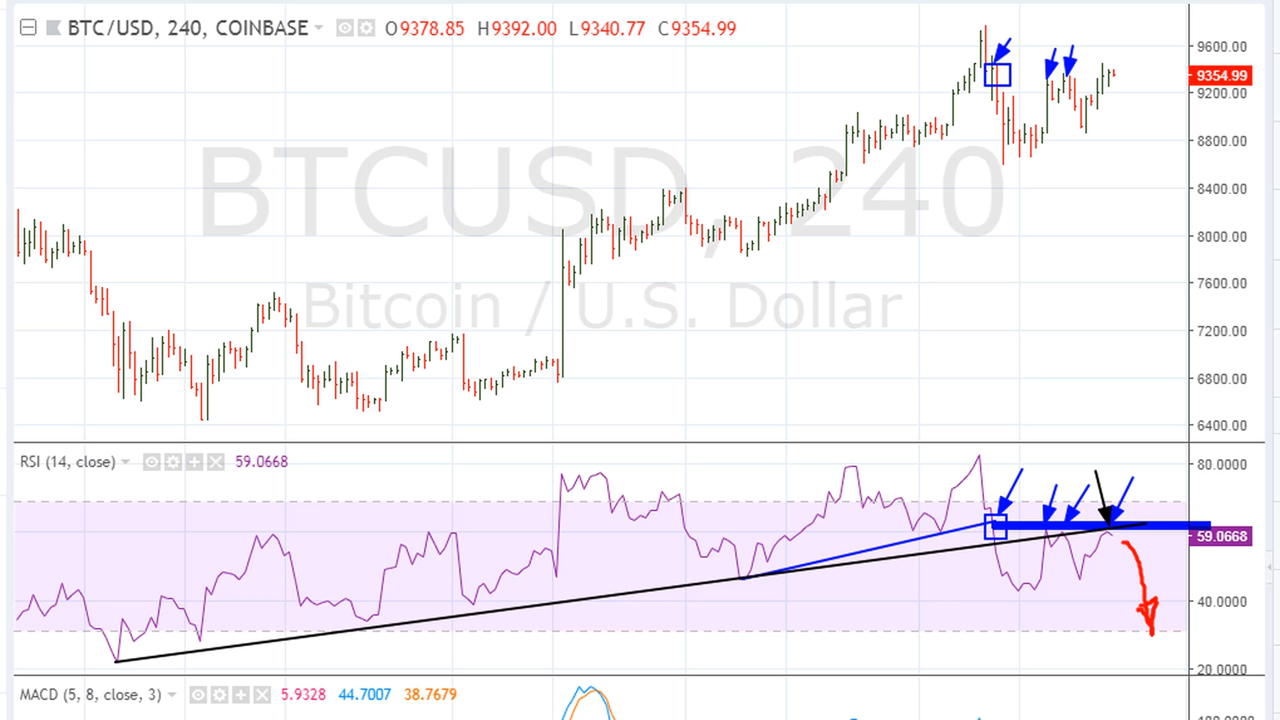 BTC/USD, 240, COINBASE O9378.85 H9392.00 L9340.77 C9354.99
BTCUSD, 240
Bitcoin / U.S. Dollar
9600.00
9354.99
9200.00
8800.00
8400.00
8000.00
7600.00
7200.00
6800.00
6400.00
RSI (14, close) 59.0668
80.0000
59.0668
40.0000
20.0000
MACD (5, 8, close, 3) 5.9328 44.7007 38.7679